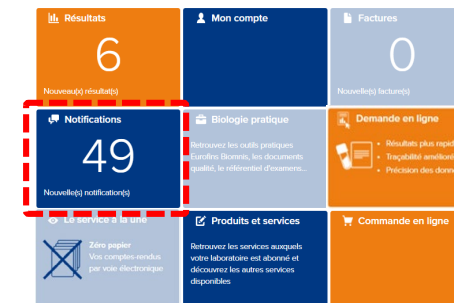 Résultats
6
Nouveau(x) résultat(s)
Mon compte
Factures
0
Nouvelle(s) facture(s)
Notifications
49
Nouvelle(s) notification(s)
Biologie pratique
Retrouvez les outils pratiques
Eurofins Biomnis, les documents
qualité, le référentiel d'examens...
Demande en ligne
Résultats plus rapid
Traçabilité amélioré
Précision des donn
Le service à la une
Zéro papier
Vos comptes-rendus
par voie électronique
Produits et services
Retrouvez les services auxquels
votre laboratoire est abonné et
découvrez les autres services
disponibles
Commande en ligne